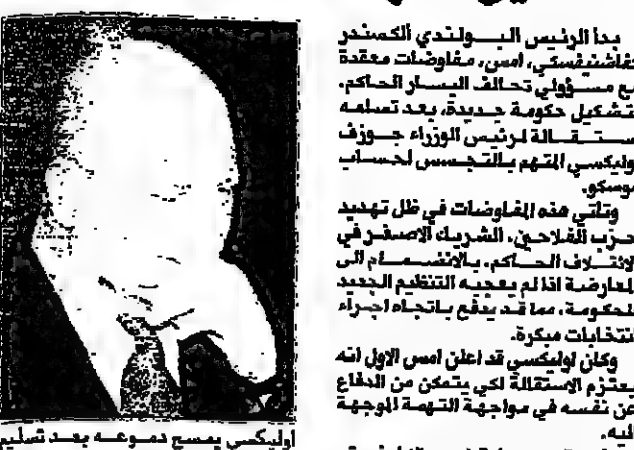 بدأ الرئيس البولندي الكسندر
كفاشنيفسكي، امس، مفاوضات معقدة
مع مسؤولي تحالف اليسار الحاكم،
لتشكيل حكومة جديدة، بعد تسلمه
استقالة لرئيس الوزراء جوزف
اوليكسي المتهم بالتجسس لحساب
موسكو.
وتأتي هذه المفاوضات في ظل تهديد
حزب الفلاحين، الشريك الاصغر في
الائتلاف الحاكم، بالانضمام الى
المعارضة اذا لم يعجبه التنظيم الجديد
للحكومة، مما قد يدفع باتجاه اجراء
انتخابات مبكرة.
وكان اوليكسي قد اعلن امس الاول انه
يعتزم الاستقالة لكي يتمكن من الدفاع
عن نفسه في مواجهة التهمة الموجهة
اليه.
اوليكسي يمسح دموعه بعد تسليم